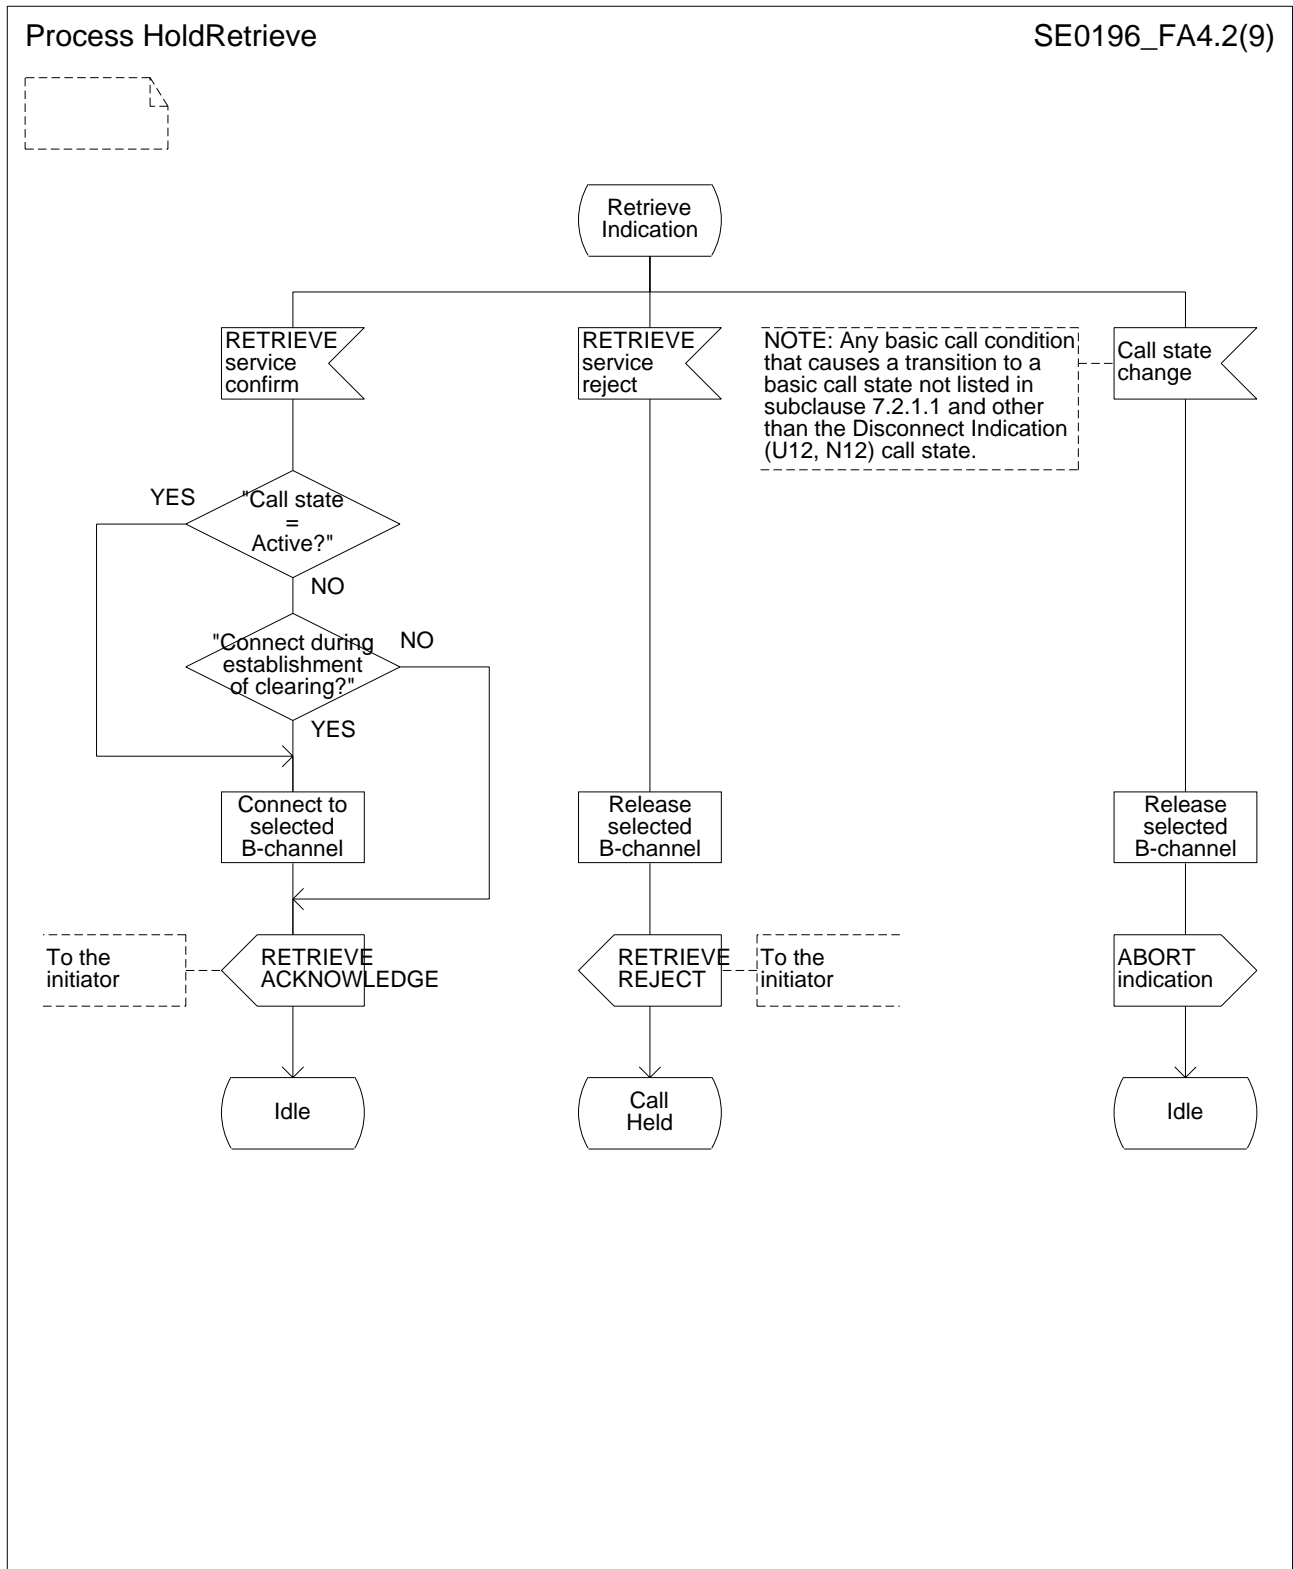 Process HoldRetrieve
SE0196_FA4.2(9)
Retrieve
Indication
RETRIEVE
service
confirm
RETRIEVE
service
reject
NOTE: Any basic call condition
that causes a transition to a
basic call state not listed in
subclause 7.2.1.1 and other
than the Disconnect Indication
(U12, N12) call state.
Call state
change
YES
"Call state
=
Active?"
NO
"Connect during
establishment
of clearing?"
NO
YES
Connect to
selected
B-channel
Release
selected
B-channel
Release
selected
B-channel
To the
initiator
RETRIEVE
ACKNOWLEDGE
RETRIEVE
REJECT
To the
initiator
ABORT
indication
Idle
Call
Held
Idle